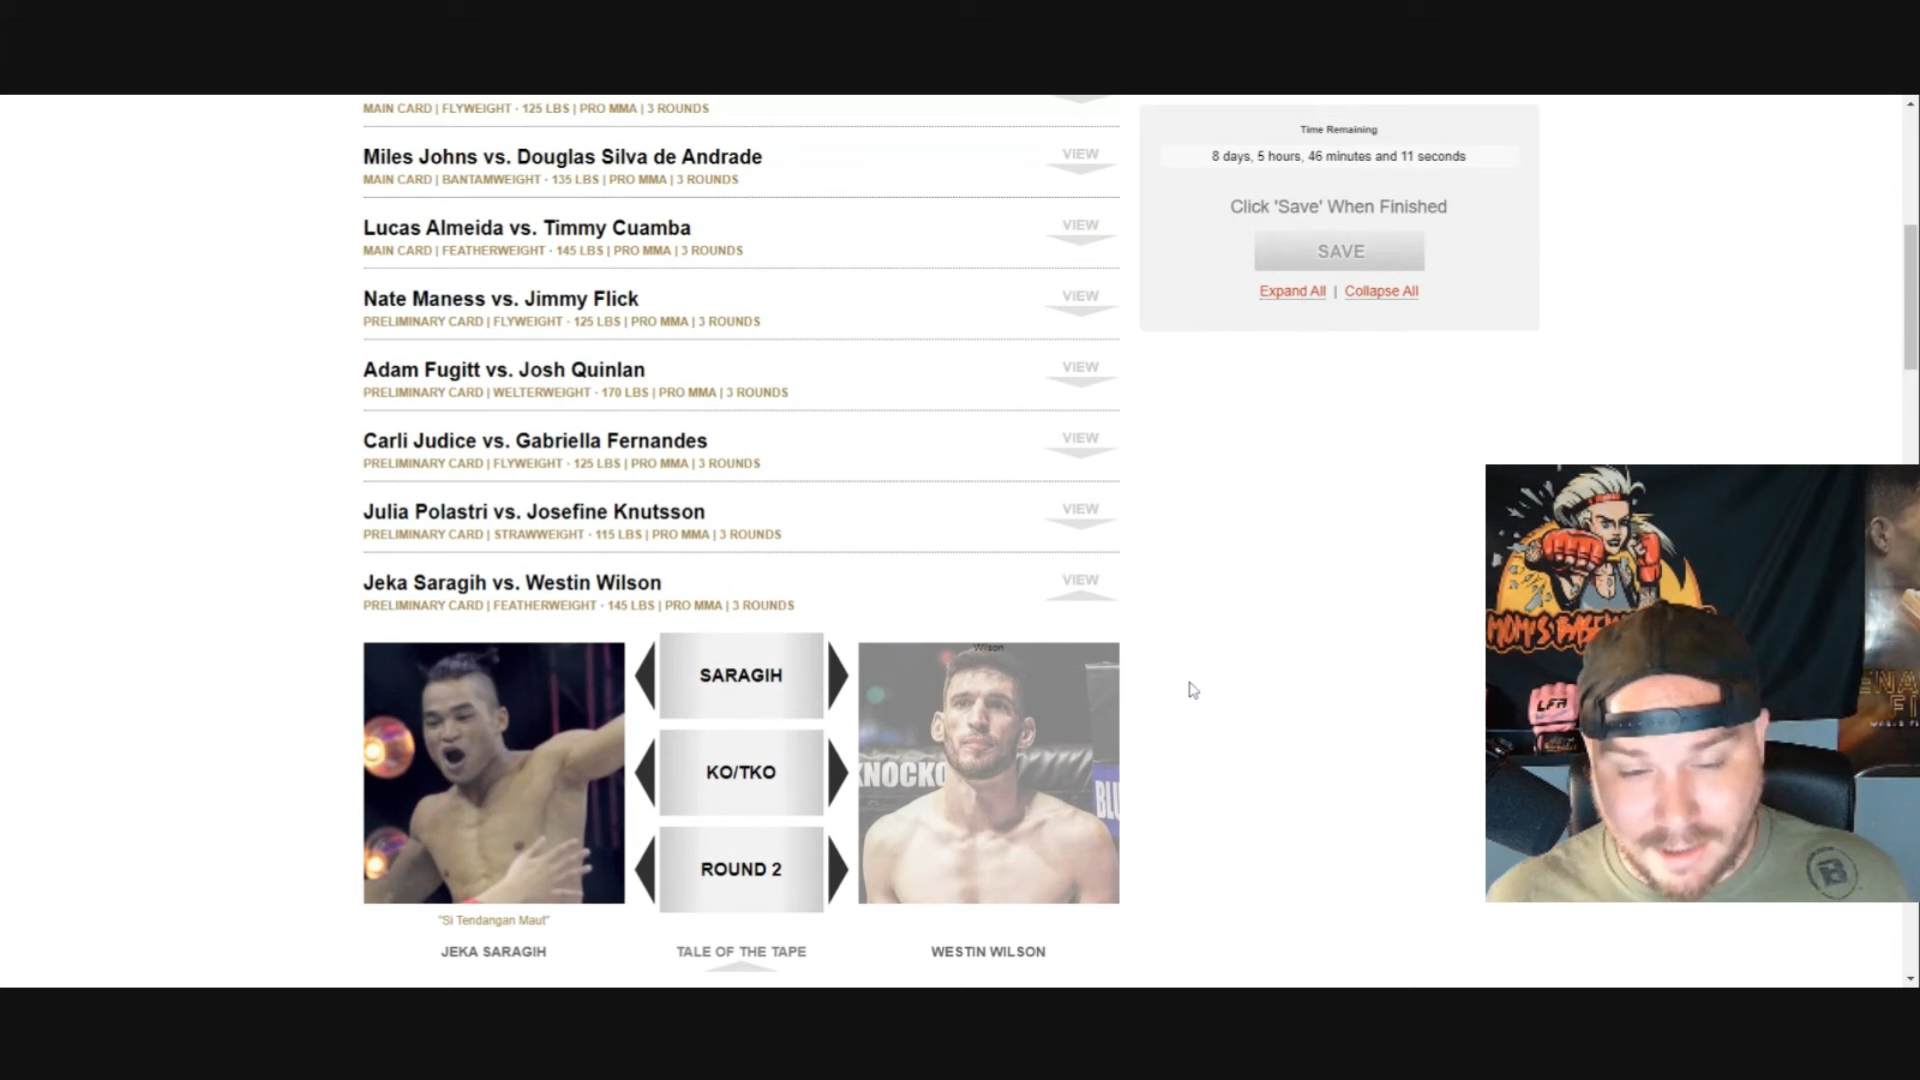 MAIN CARD | FLYWEIGHT · 125 LBS | PRO MMA | 3 ROUNDS
Miles Johns vs. Douglas Silva de Andrade
VIEW
MAIN CARD | BANTAMWEIGHT · 135 LBS | PRO MMA | 3 ROUNDS
Lucas Almeida vs. Timmy Cuamba
VIEW
MAIN CARD | FEATHERWEIGHT · 145 LBS | PRO MMA | 3 ROUNDS
Nate Maness vs. Jimmy Flick
VIEW
PRELIMINARY CARD | FLYWEIGHT · 125 LBS | PRO MMA | 3 ROUNDS
Adam Fugitt vs. Josh Quinlan
VIEW
PRELIMINARY CARD | WELTERWEIGHT · 170 LBS | PRO MMA | 3 ROUNDS
Carli Judice vs. Gabriella Fernandes
VIEW
PRELIMINARY CARD | FLYWEIGHT · 125 LBS | PRO MMA | 3 ROUNDS
Julia Polastri vs. Josefine Knutsson
VIEW
PRELIMINARY CARD | STRAWWEIGHT · 115 LBS | PRO MMA | 3 ROUNDS
Jeka Saragih vs. Westin Wilson
VIEW
PRELIMINARY CARD | FEATHERWEIGHT · 145 LBS | PRO MMA | 3 ROUNDS
SARAGIH
KO/TKO
ROUND 2
Wilson
KNOCKO
BLU
"Si Tendangan Maut"
JEKA SARAGIH
TALE OF THE TAPE
WESTIN WILSON
Time Remaining
8 days, 5 hours, 46 minutes and 11 seconds
Click 'Save' When Finished
SAVE
Expand All | Collapse All
MOM'S
LFA